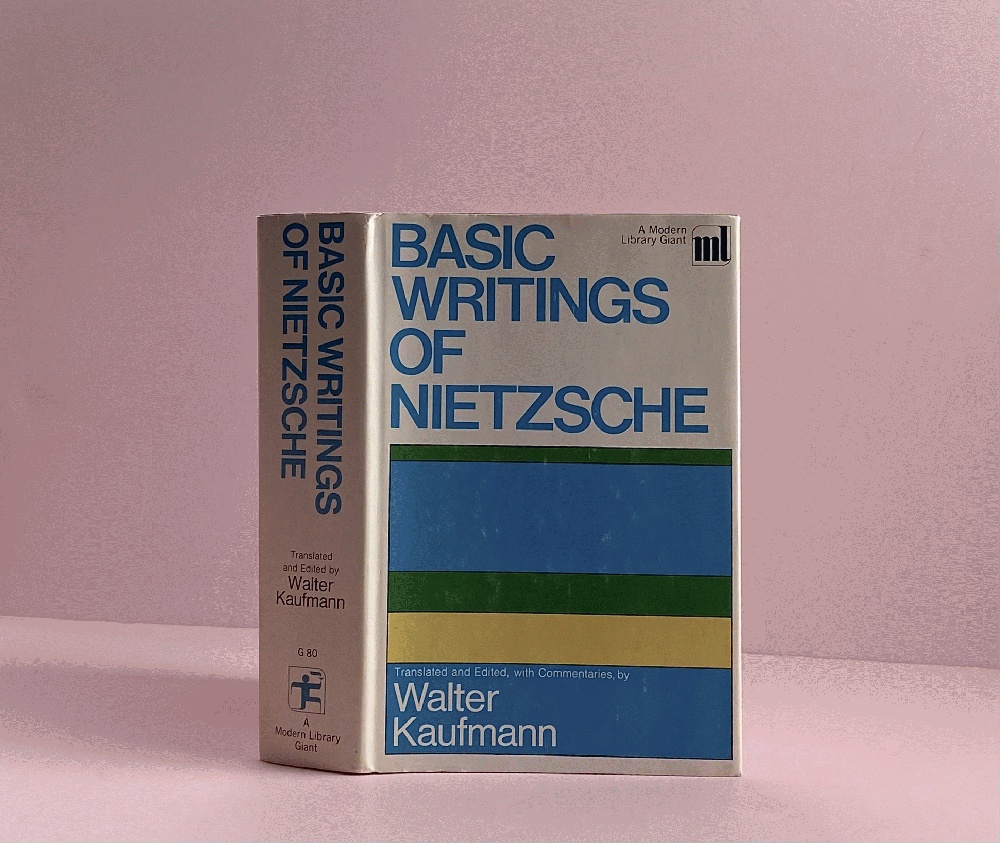 BASIC WRITINGS
OF NIETZSCHE
Translated
and Edited by
Walter
Kaufmann
G 80
A
Modern Library
Giant
BASIC
WRITINGS
OF
NIETZSCHE
A Modern
Library Giant
ml
Translated and Edited, with Commentaries, by
Walter
Kaufmann